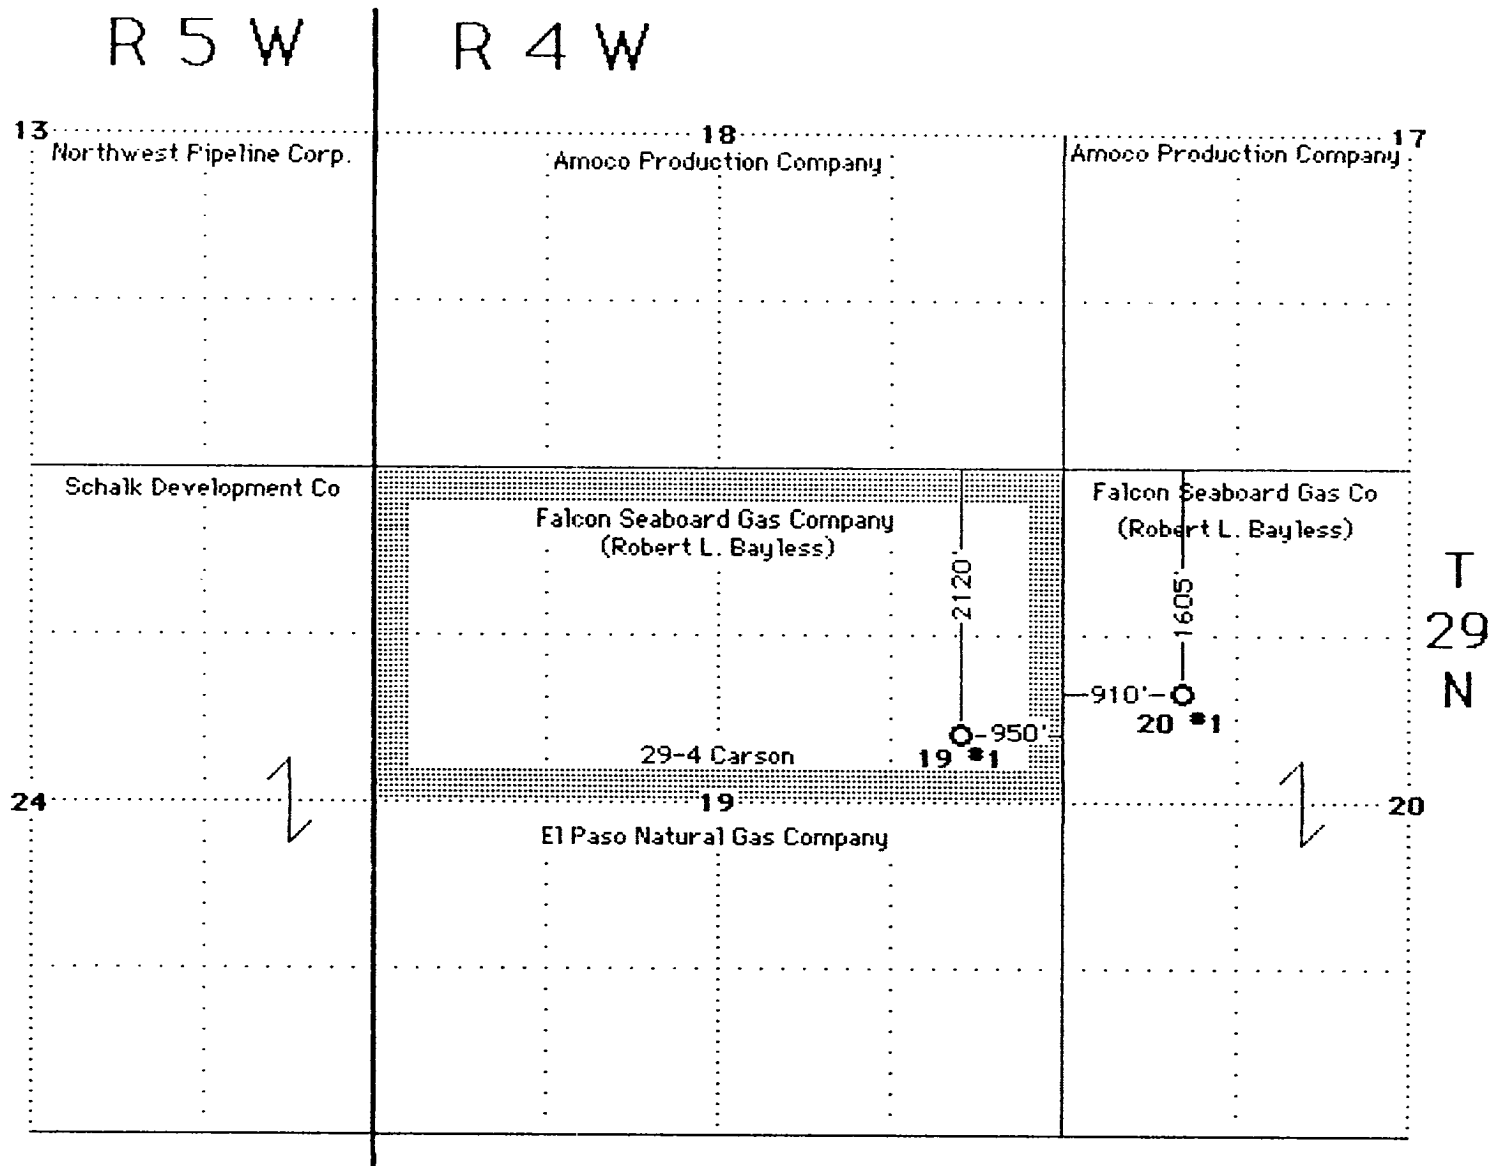 R 5 W
R 4 W
13
18
17
Northwest Pipeline Corp.
Amoco Production Company
Amoco Production Company
Schalk Development Co
Falcon Seaboard Gas Company
(Robert L. Bayless)
Falcon Seaboard Gas Co
(Robert L. Bayless)
T
29
N
2120'
1605'
910'
20 #1
950'
19 #1
29-4 Carson
24
19
20
El Paso Natural Gas Company